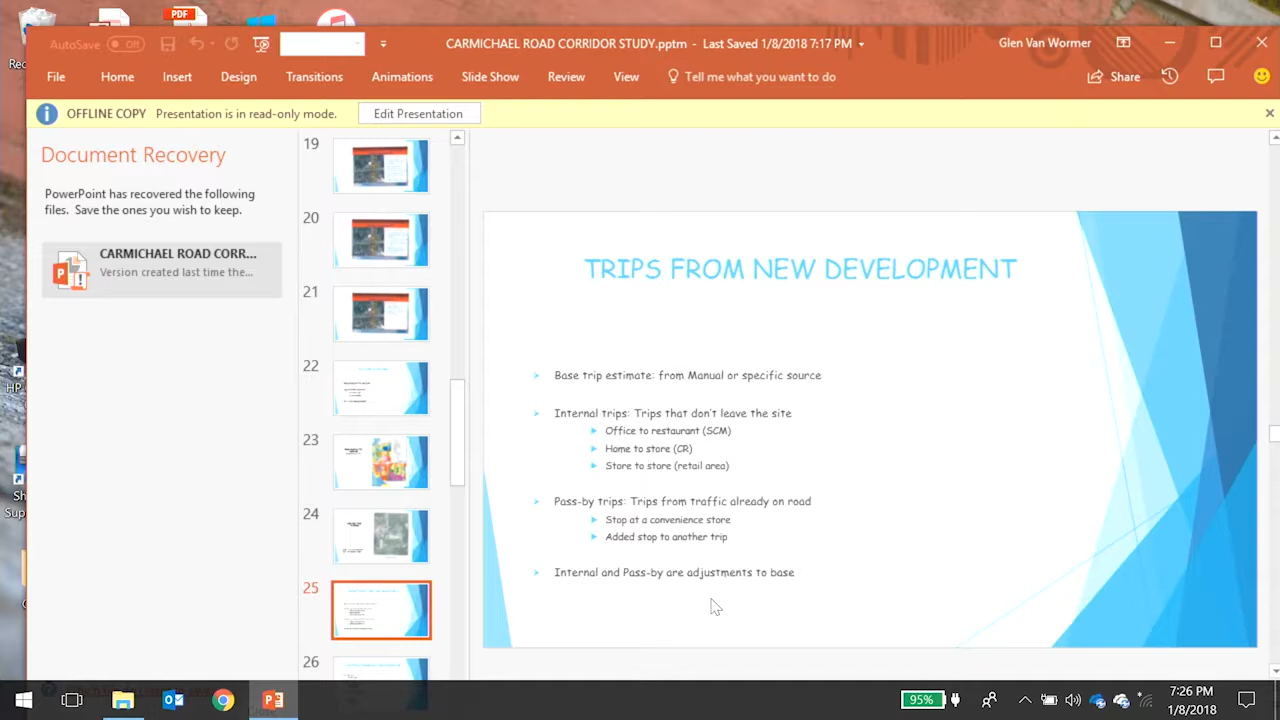 PDF
AutoSave Off
CARMICHAEL ROAD CORRIDOR STUDY.pptm - Last Saved 1/8/2018 7:17 PM
Glen Van Wormer
File Home Insert Design Transitions Animations Slide Show Review View Tell me what you want to do Share
OFFLINE COPY Presentation is in read-only mode. Edit Presentation
Document Recovery
PowerPoint has recovered the following
files. Save the ones you wish to keep.
CARMICHAEL ROAD CORR...
Version created last time the...
19
20
21
22
23
24
25
26
TRIPS FROM NEW DEVELOPMENT
Base trip estimate: from Manual or specific source
Internal trips: Trips that don't leave the site
Office to restaurant (SCM)
Home to store (CR)
Store to store (retail area)
Pass-by trips: Trips from traffic already on road
Stop at a convenience store
Added stop to another trip
Internal and Pass-by are adjustments to base
95%
7:26 PM
1/8/2018